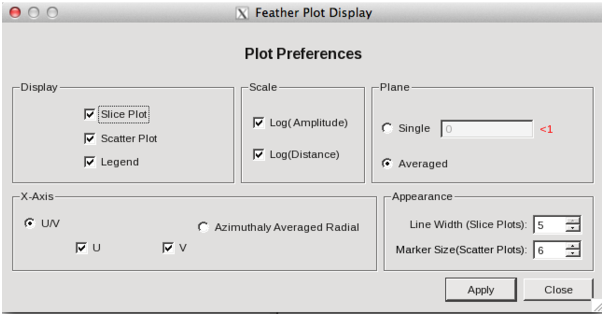 Feather Plot Display
Plot Preferences
Display
Slice Plot
Scatter Plot
Legend
Scale
Log( Amplitude)
Log(Distance)
Plane
Single 0 <1
Averaged
X-Axis
U/V
Azimuthaly Averaged Radial
U V
Appearance
Line Width (Slice Plots): 5
Marker Size(Scatter Plots): 6
Apply Close